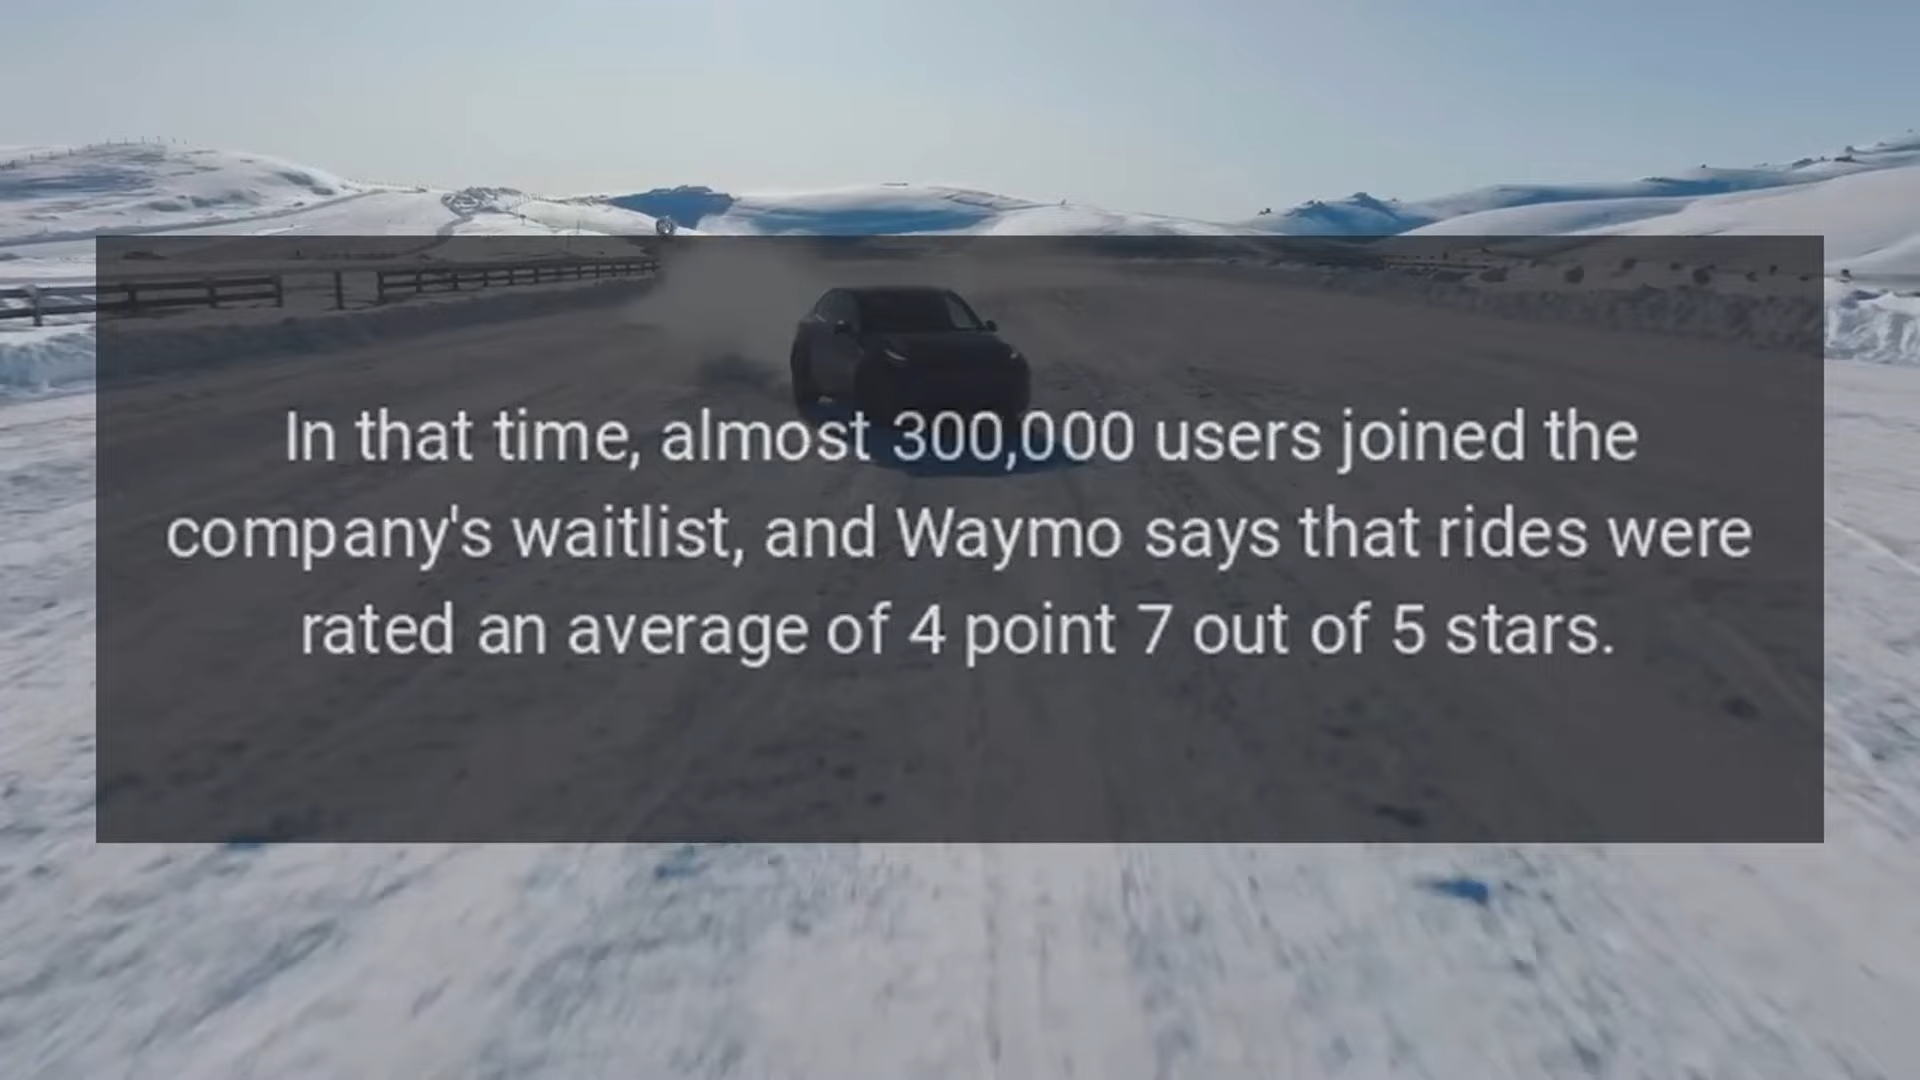 In that time, almost 300,000 users joined the
company's waitlist, and Waymo says that rides were
rated an average of 4 point 7 out of 5 stars.